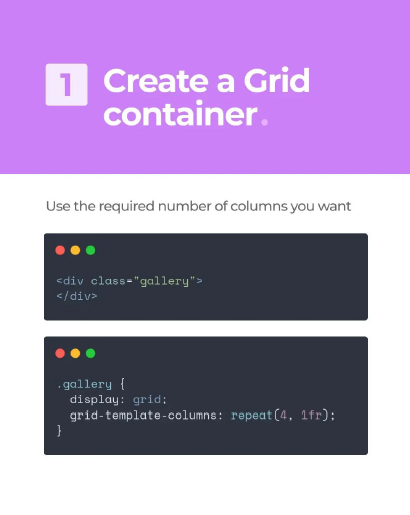 1
Create a Grid
container.
Use the required number of columns you want
<div class="gallery">
</div>
.gallery {
display: grid;
grid-template-columns: repeat(4, 1fr);
}